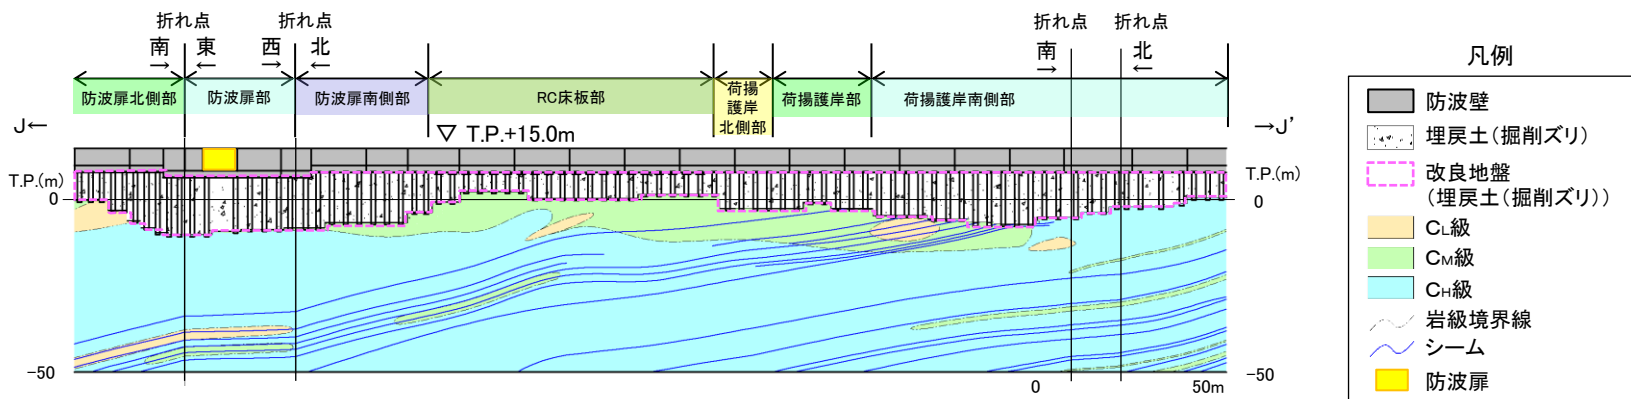 折れ点 折れ点 折れ点 折れ点
南 東 西 北 南 北
→ ← → ← → ←
防波扉北側部 防波扉部 防波扉南側部 RC床板部 荷揚護岸北側部 荷揚護岸部 荷揚護岸南側部
J← →J’
▽ T.P.+15.0m
T.P.(m) T.P.(m)
0 0
-50 -50
0 50m
凡例
防波壁
埋戻土(掘削ズリ)
改良地盤
(埋戻土(掘削ズリ))
CL級
CM級
CH級
岩級境界線
シーム
防波扉